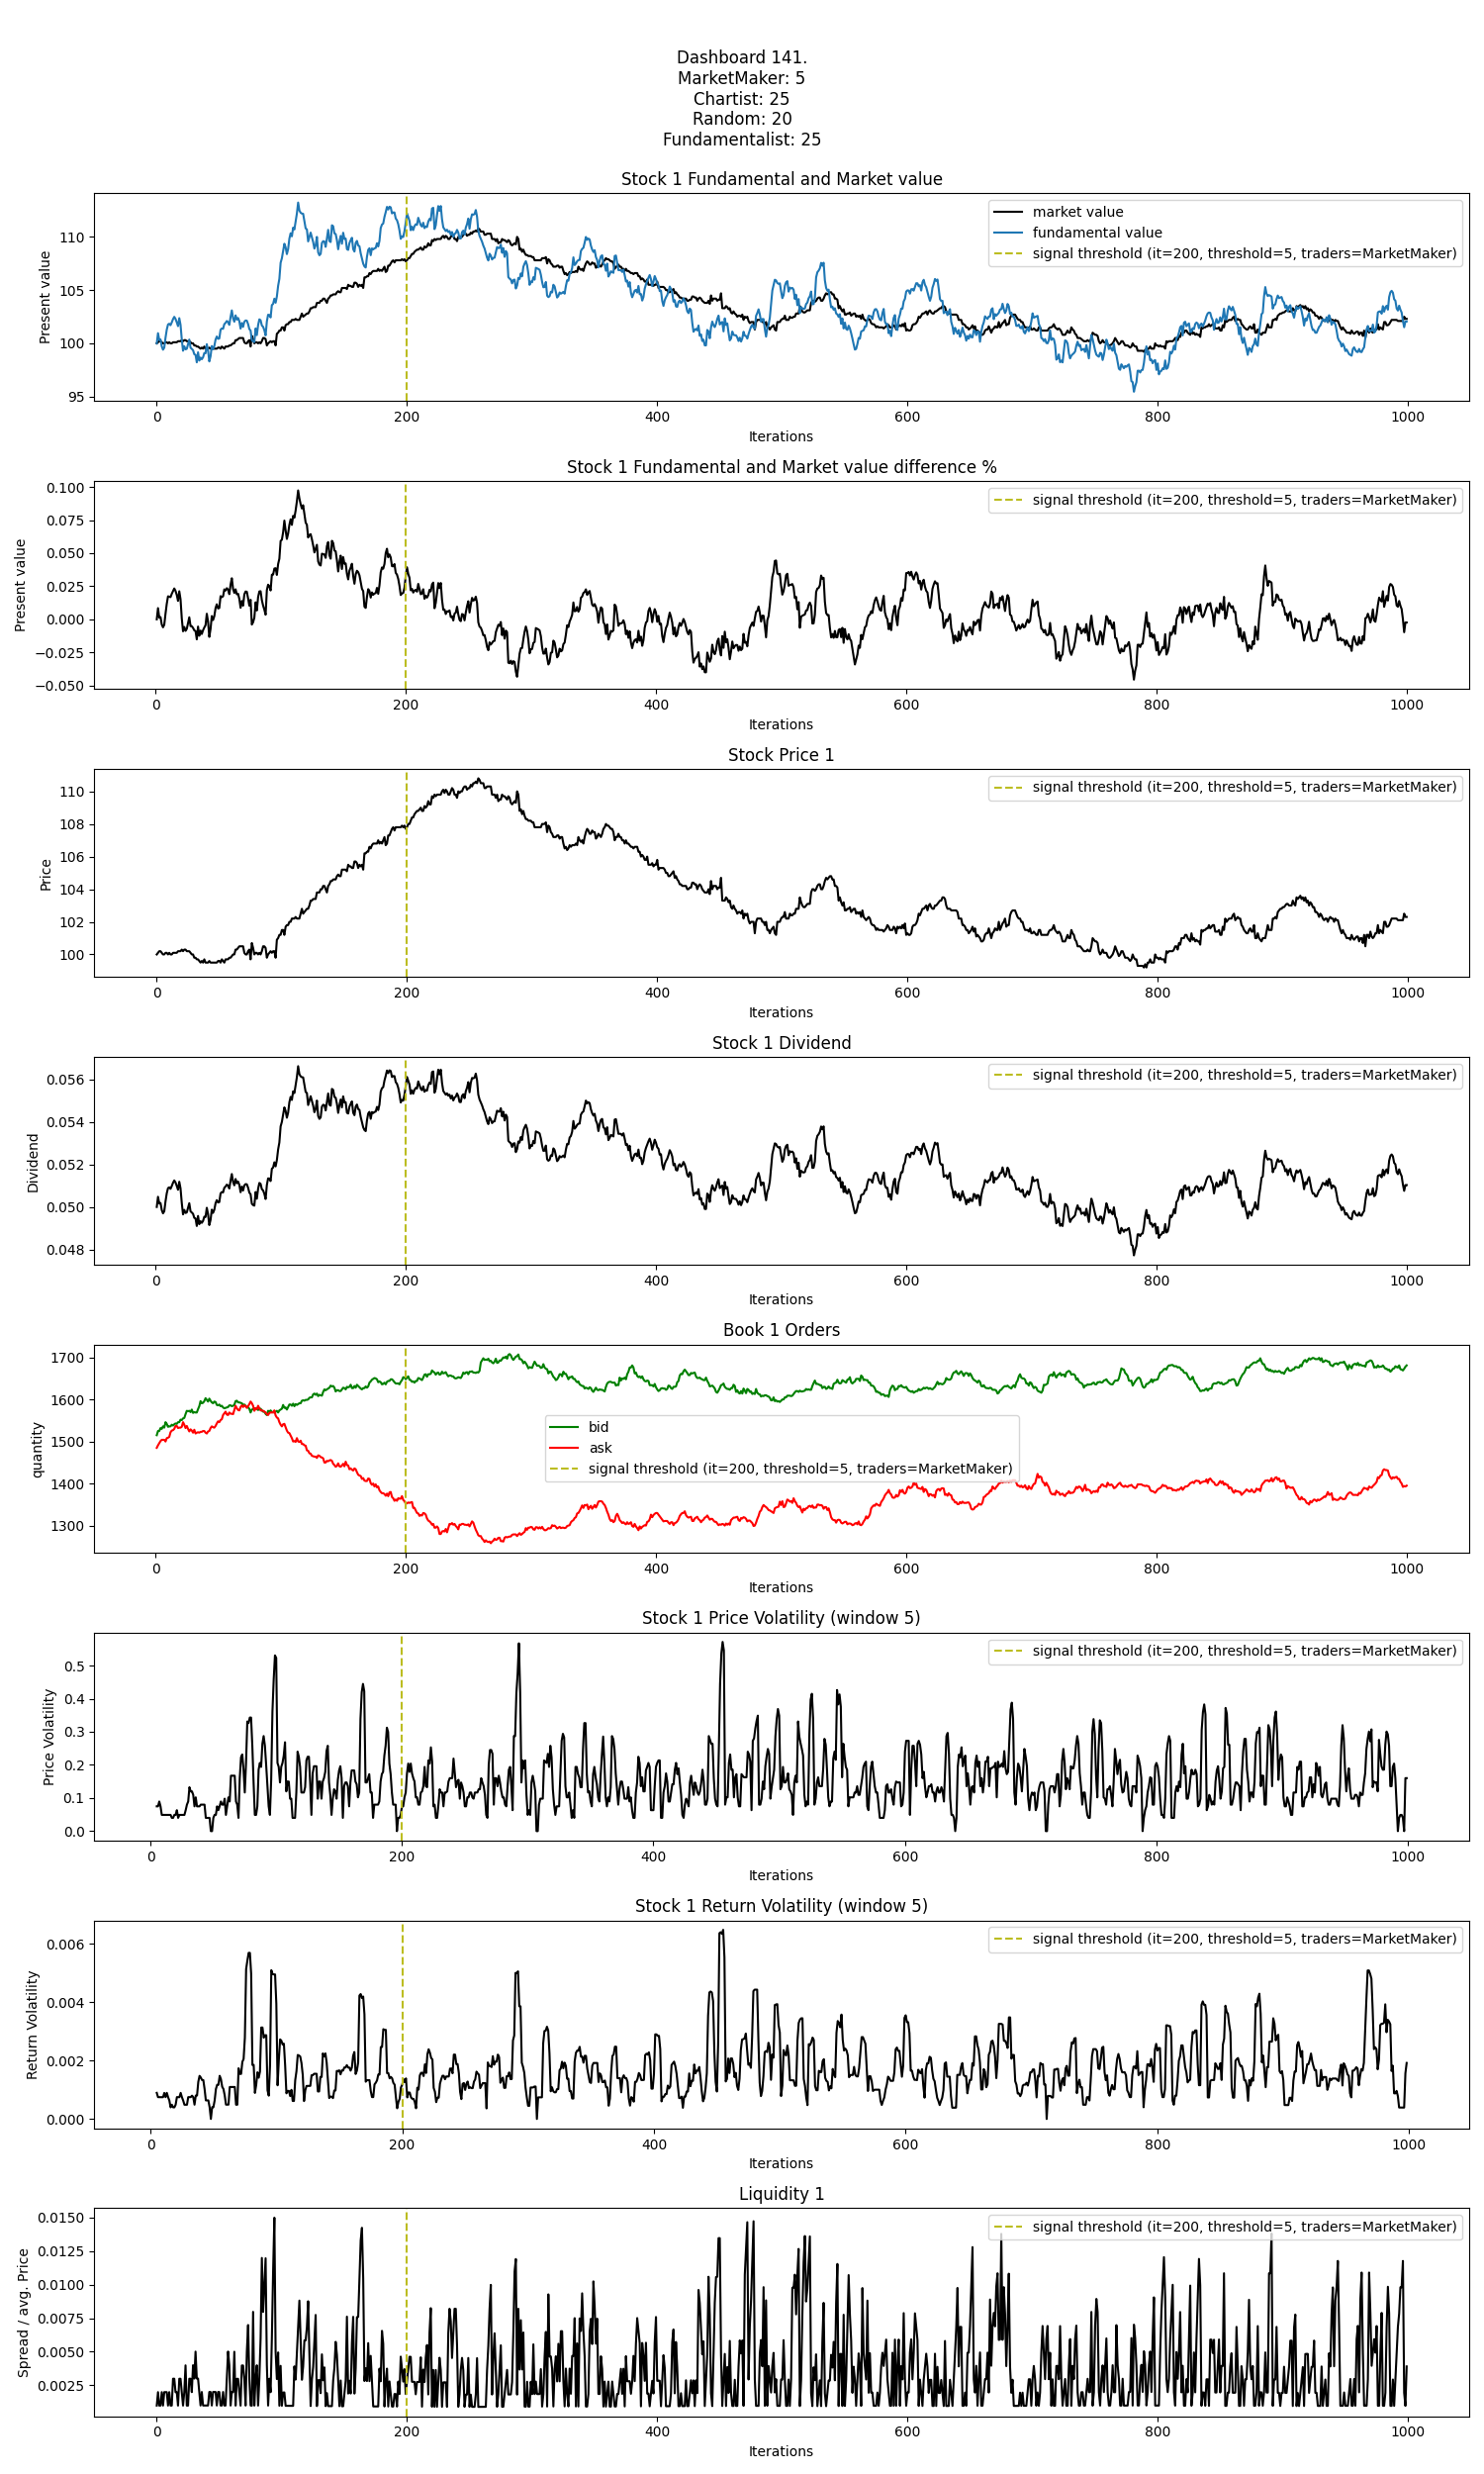 Dashboard 141.
MarketMaker: 5
Chartist: 25
Random: 20
Fundamentalist: 25
Stock 1 Fundamental and Market value
market value
fundamental value
signal threshold (it=200, threshold=5, traders=MarketMaker)
Present value
110
105
100
95
0 200 400 600 800 1000
Iterations
Stock 1 Fundamental and Market value difference %
signal threshold (it=200, threshold=5, traders=MarketMaker)
Present value
0.100
0.075
0.050
0.025
0.000
−0.025
−0.050
0 200 400 600 800 1000
Iterations
Stock Price 1
signal threshold (it=200, threshold=5, traders=MarketMaker)
Price
110
108
106
104
102
100
0 200 400 600 800 1000
Iterations
Stock 1 Dividend
signal threshold (it=200, threshold=5, traders=MarketMaker)
Dividend
0.056
0.054
0.052
0.050
0.048
0 200 400 600 800 1000
Iterations
Book 1 Orders
bid
ask
signal threshold (it=200, threshold=5, traders=MarketMaker)
quantity
1700
1600
1500
1400
1300
0 200 400 600 800 1000
Iterations
Stock 1 Price Volatility (window 5)
signal threshold (it=200, threshold=5, traders=MarketMaker)
Price Volatility
0.5
0.4
0.3
0.2
0.1
0.0
0 200 400 600 800 1000
Iterations
Stock 1 Return Volatility (window 5)
signal threshold (it=200, threshold=5, traders=MarketMaker)
Return Volatility
0.006
0.004
0.002
0.000
0 200 400 600 800 1000
Iterations
Liquidity 1
signal threshold (it=200, threshold=5, traders=MarketMaker)
Spread / avg. Price
0.0150
0.0125
0.0100
0.0075
0.0050
0.0025
0 200 400 600 800 1000
Iterations